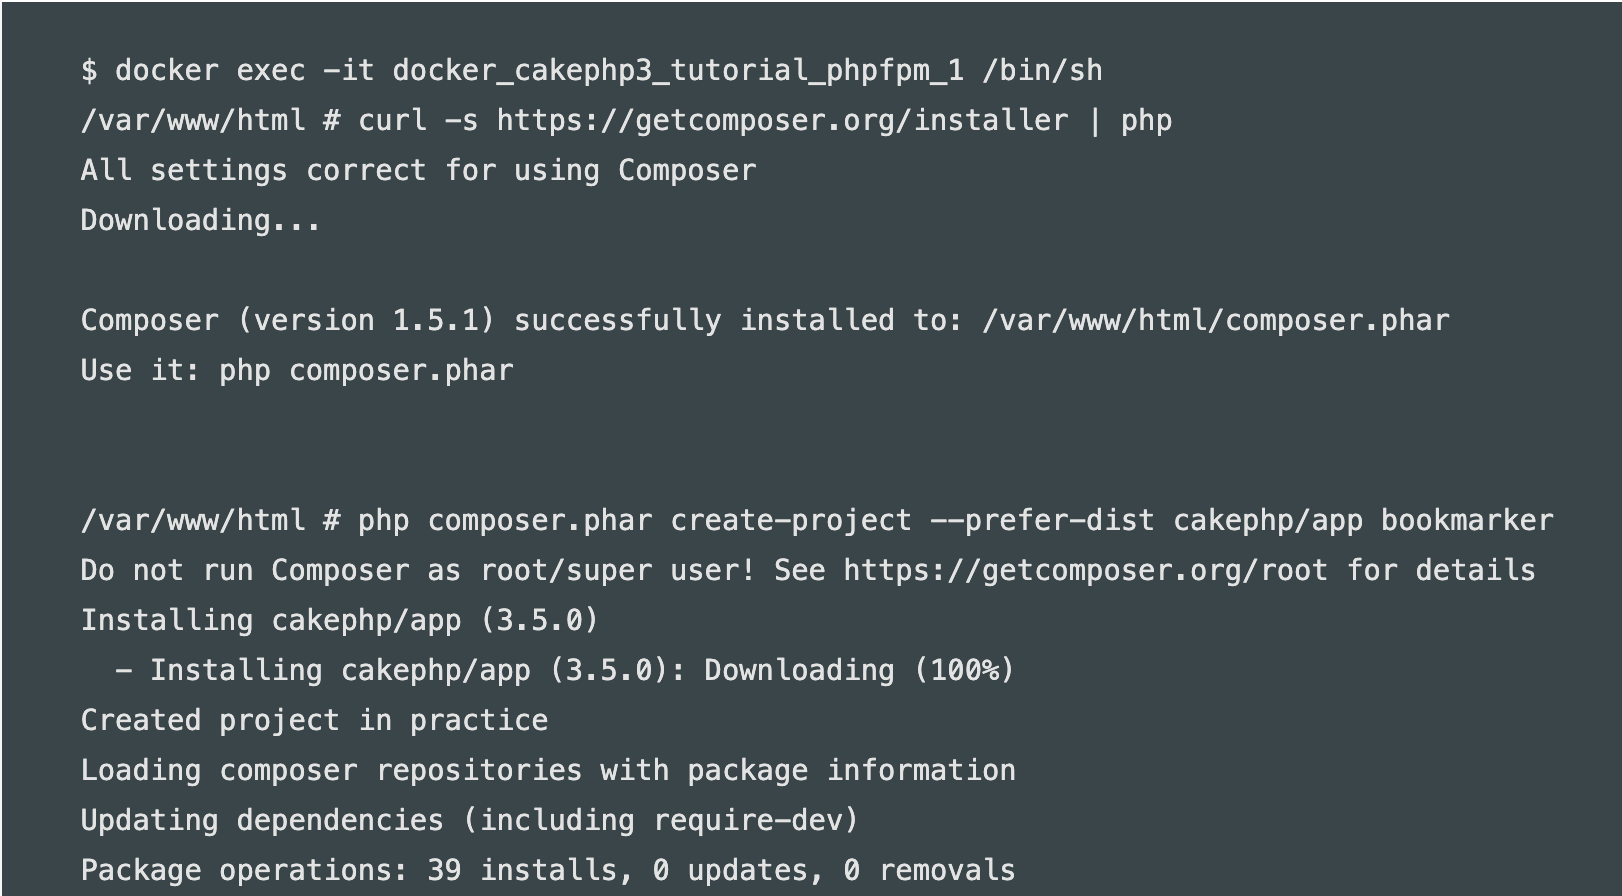 $ docker exec -it docker_cakephp3_tutorial_phpfpm_1 /bin/sh
/var/www/html # curl -s https://getcomposer.org/installer | php
All settings correct for using Composer
Downloading...
Composer (version 1.5.1) successfully installed to: /var/www/html/composer.phar
Use it: php composer.phar
/var/www/html # php composer.phar create-project --prefer-dist cakephp/app bookmarker
Do not run Composer as root/super user! See https://getcomposer.org/root for details
Installing cakephp/app (3.5.0)
  - Installing cakephp/app (3.5.0): Downloading (100%)
Created project in practice
Loading composer repositories with package information
Updating dependencies (including require-dev)
Package operations: 39 installs, 0 updates, 0 removals